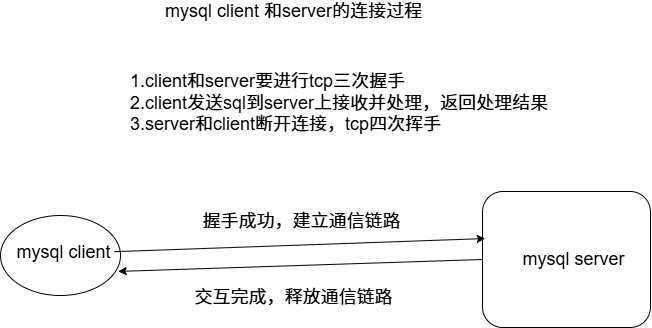 mysql client 和server的连接过程
1.client和server要进行tcp三次握手
2.client发送sql到server上接收并处理，返回处理结果
3.server和client断开连接，tcp四次挥手
握手成功，建立通信链路
mysql client
mysql server
交互完成，释放通信链路